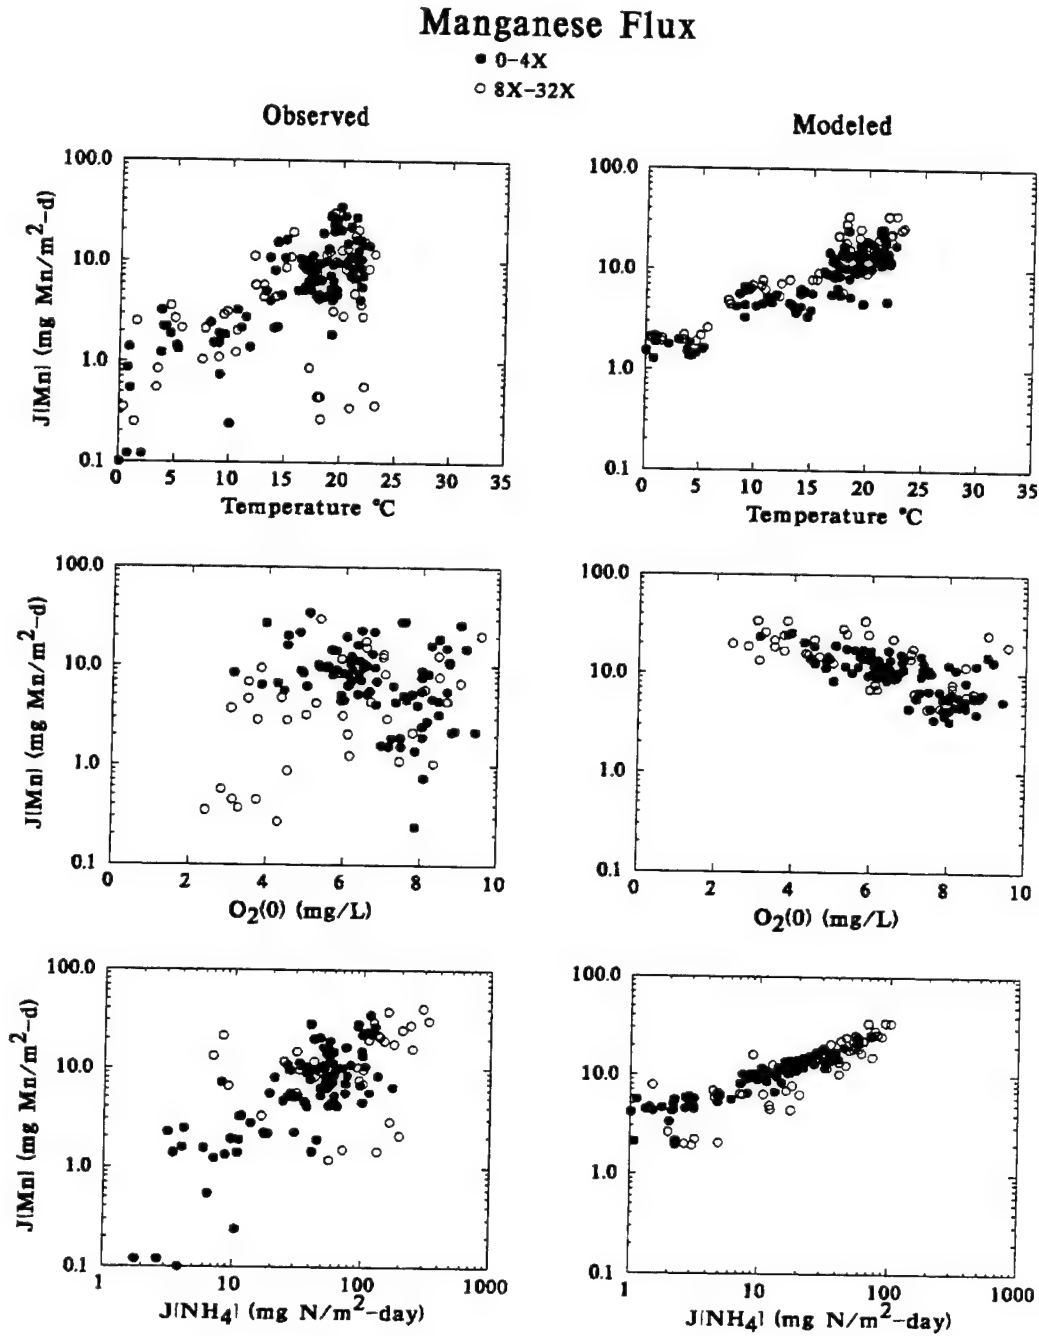 Manganese Flux
0-4X
8X-32X
Observed
Modeled
J[Mn] (mg Mn/m²-d)
100.0
10.0
1.0
0.1
0 5 10 15 20 25 30 35
Temperature °C
100.0
10.0
1.0
0.1
0 5 10 15 20 25 30 35
Temperature °C
J[Mn] (mg Mn/m²-d)
100.0
10.0
1.0
0.1
0 2 4 6 8 10
O₂(0) (mg/L)
100.0
10.0
1.0
0.1
0 2 4 6 8 10
O₂(0) (mg/L)
J[Mn] (mg Mn/m²-d)
100.0
10.0
1.0
0.1
1 10 100 1000
J[NH₄] (mg N/m²-day)
100.0
10.0
1.0
0.1
1 10 100 1000
J[NH₄] (mg N/m²-day)